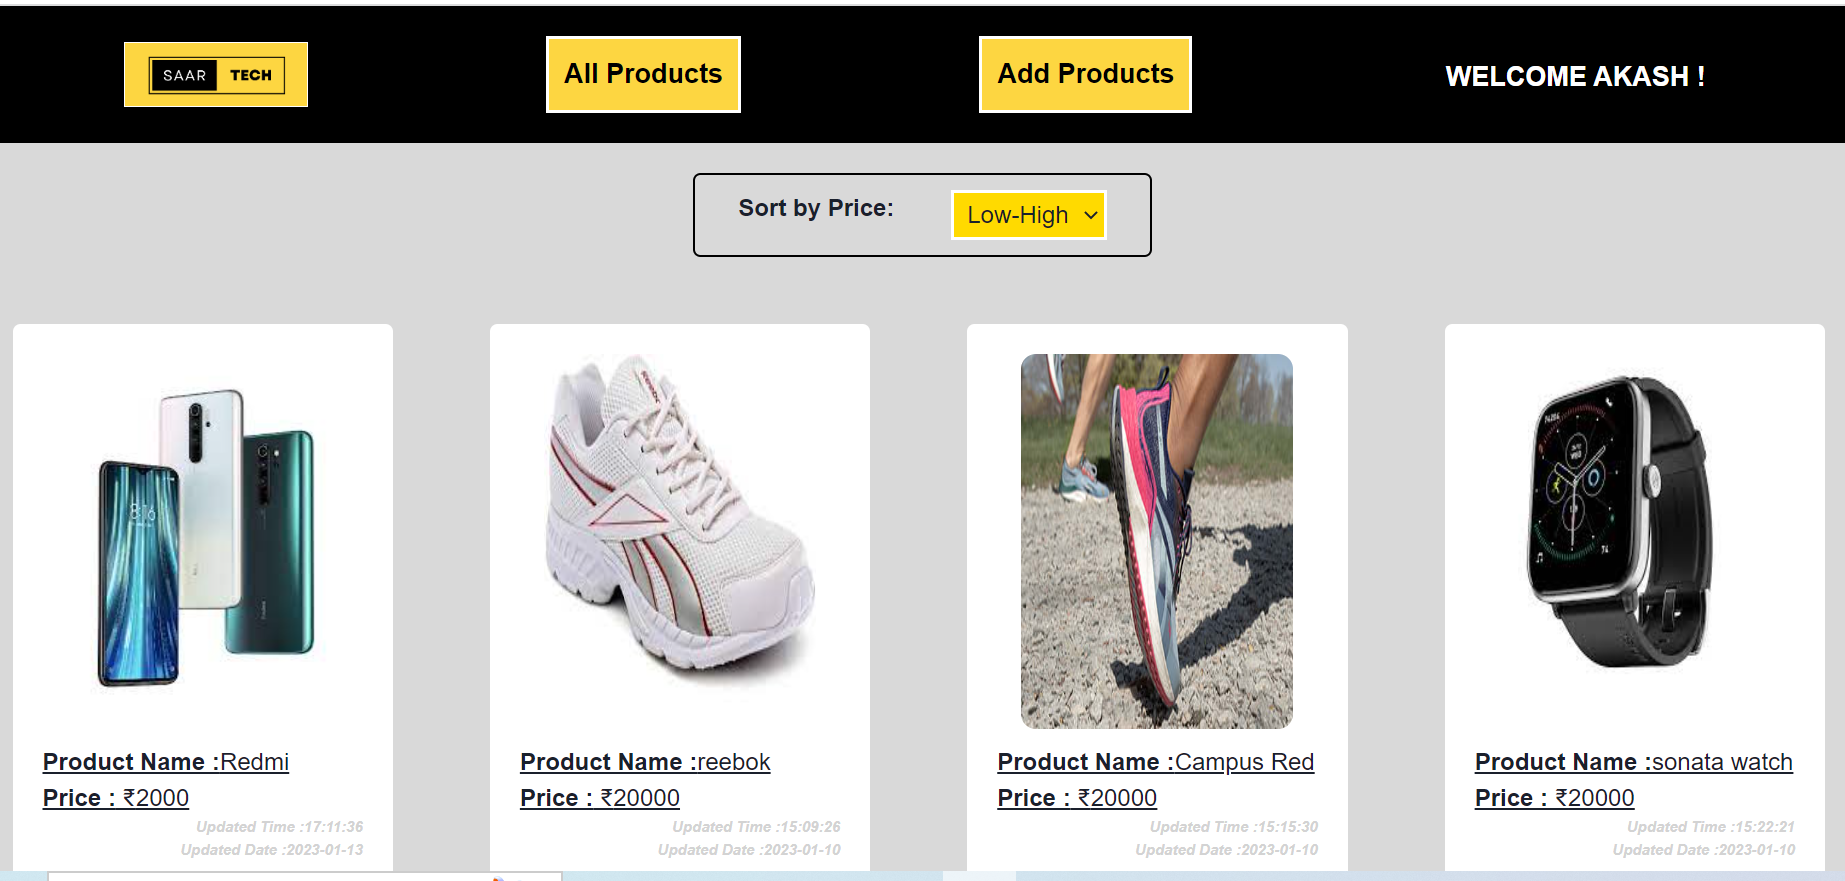 SAAR TECH
All Products
Add Products
WELCOME AKASH !
Sort by Price:
Low-High
8:16
Reebok
Product Name :Redmi
Price : ₹2000
Updated Time :17:11:36
Updated Date :2023-01-13
Product Name :reebok
Price : ₹20000
Updated Time :15:09:26
Updated Date :2023-01-10
Product Name :Campus Red
Price : ₹20000
Updated Time :15:15:30
Updated Date :2023-01-10
Product Name :sonata watch
Price : ₹20000
Updated Time :15:22:21
Updated Date :2023-01-10